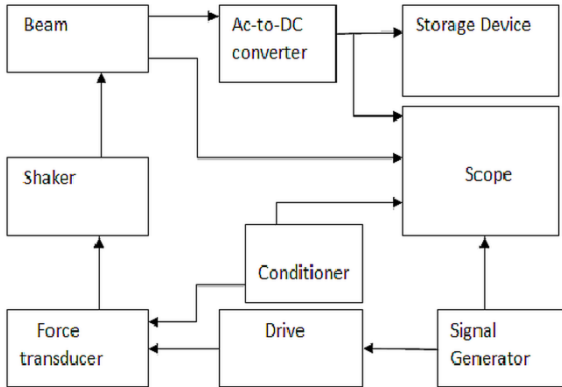 Beam
Ac-to-DC
converter
Storage Device
Shaker
Scope
Conditioner
Force
transducer
Drive
Signal
Generator